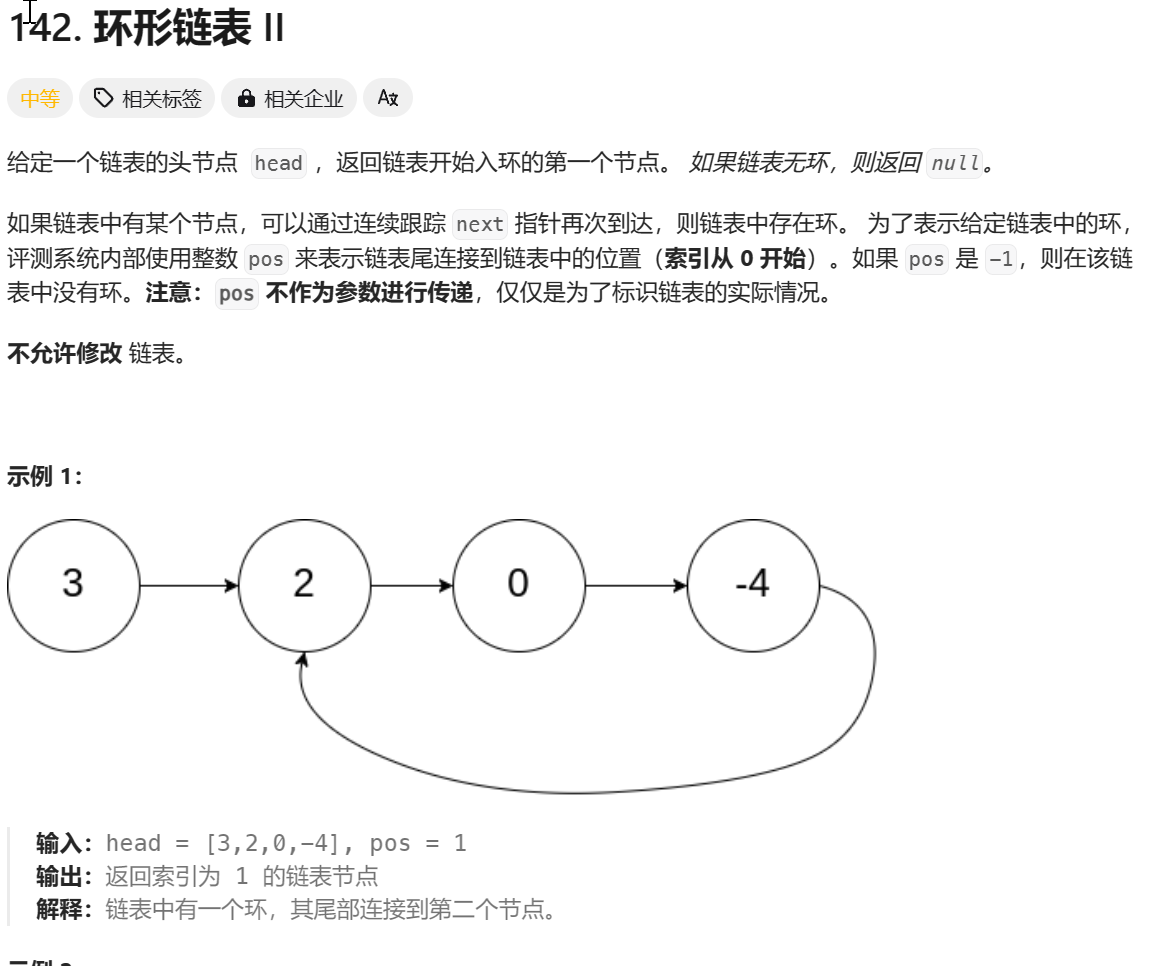 142. 环形链表 II
中等 相关标签 相关企业 A文
给定一个链表的头节点 head ，返回链表开始入环的第一个节点。 如果链表无环，则返回 null。
如果链表中有某个节点，可以通过连续跟踪 next 指针再次到达，则链表中存在环。 为了表示给定链表中的环，
评测系统内部使用整数 pos 来表示链表尾连接到链表中的位置（索引从 0 开始）。如果 pos 是 -1，则在该链
表中没有环。注意：pos 不作为参数进行传递，仅仅是为了标识链表的实际情况。
不允许修改 链表。
示例 1：
3 2 0 -4
输入：head = [3,2,0,-4], pos = 1
输出：返回索引为 1 的链表节点
解释：链表中有一个环，其尾部连接到第二个节点。